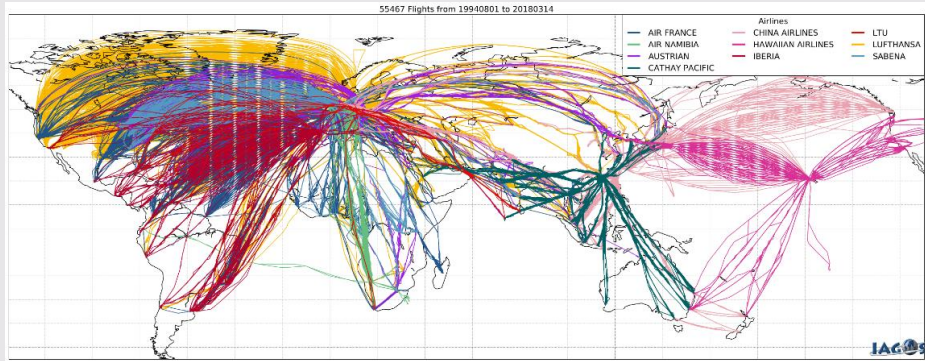 55467 Flights from 19940801 to 20180314
Airlines
AIR FRANCE
AIR NAMIBIA
AUSTRIAN
CATHAY PACIFIC
CHINA AIRLINES
HAWAIIAN AIRLINES
IBERIA
LTU
LUFTHANSA
SABENA
IAGOS